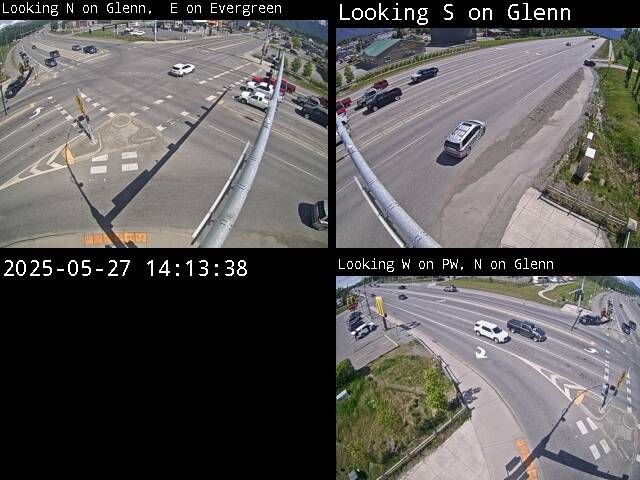 Looking N on Glenn,  E on Evergreen
Looking S on Glenn
2025-05-27 14:13:38
Looking W on PW, N on Glenn